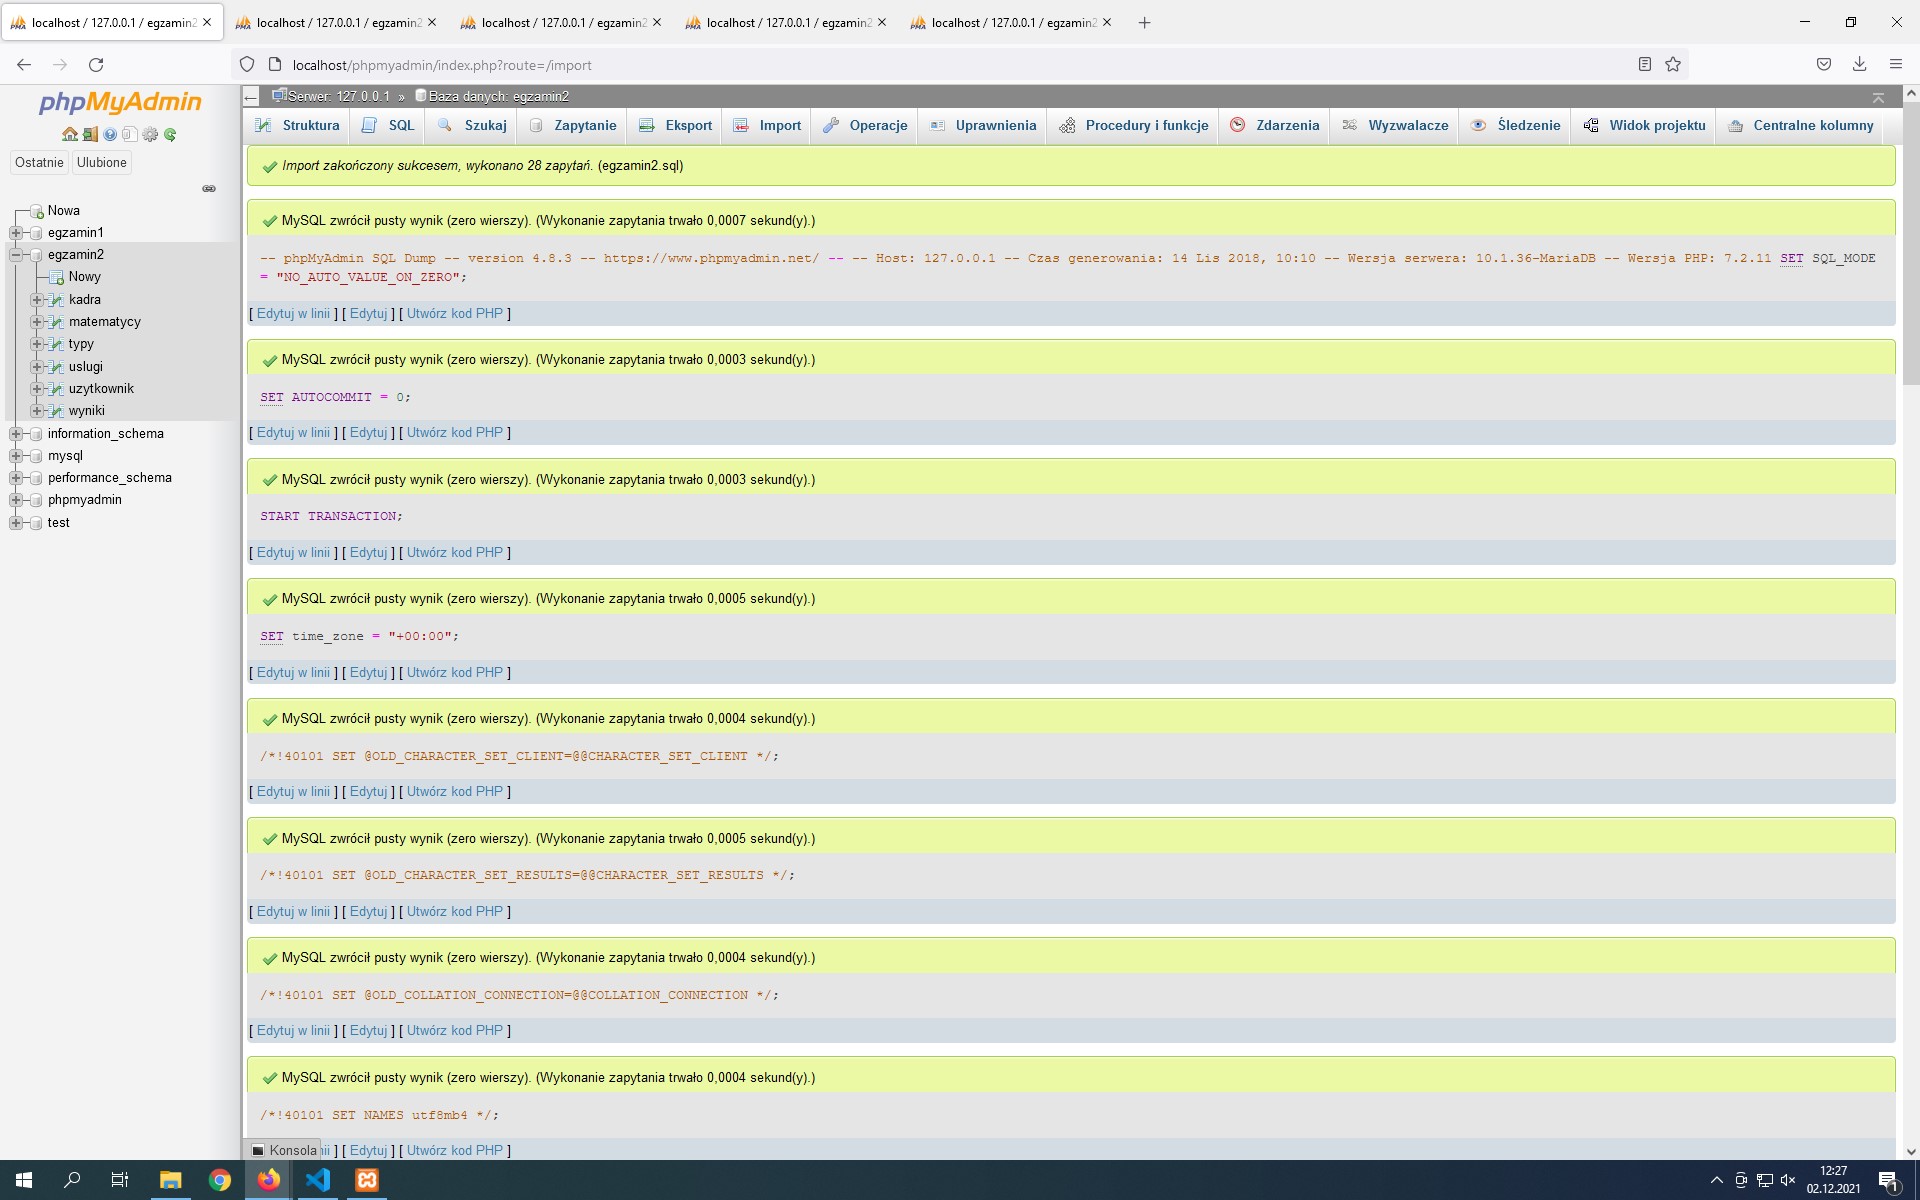 localhost / 127.0.0.1 / egzamin2
localhost / 127.0.0.1 / egzamin2
localhost / 127.0.0.1 / egzamin2
localhost / 127.0.0.1 / egzamin2
localhost / 127.0.0.1 / egzamin2
localhost/phpmyadmin/index.php?route=/import
phpMyAdmin
Ostatnie Ulubione
Nowa
egzamin1
egzamin2
Nowy
kadra
matematycy
typy
uslugi
uzytkownik
wyniki
information_schema
mysql
performance_schema
phpmyadmin
test
Serwer: 127.0.0.1 » Baza danych: egzamin2
Struktura SQL Szukaj Zapytanie Eksport Import Operacje Uprawnienia Procedury i funkcje Zdarzenia Wyzwalacze Śledzenie Widok projektu Centralne kolumny
Import zakończony sukcesem, wykonano 28 zapytań. (egzamin2.sql)
MySQL zwrócił pusty wynik (zero wierszy). (Wykonanie zapytania trwało 0,0007 sekund(y).)
-- phpMyAdmin SQL Dump -- version 4.8.3 -- https://www.phpmyadmin.net/ -- -- Host: 127.0.0.1 -- Czas generowania: 14 Lis 2018, 10:10 -- Wersja serwera: 10.1.36-MariaDB -- Wersja PHP: 7.2.11 SET SQL_MODE
= "NO_AUTO_VALUE_ON_ZERO";
[ Edytuj w linii ] [ Edytuj ] [ Utwórz kod PHP ]
MySQL zwrócił pusty wynik (zero wierszy). (Wykonanie zapytania trwało 0,0003 sekund(y).)
SET AUTOCOMMIT = 0;
[ Edytuj w linii ] [ Edytuj ] [ Utwórz kod PHP ]
MySQL zwrócił pusty wynik (zero wierszy). (Wykonanie zapytania trwało 0,0003 sekund(y).)
START TRANSACTION;
[ Edytuj w linii ] [ Edytuj ] [ Utwórz kod PHP ]
MySQL zwrócił pusty wynik (zero wierszy). (Wykonanie zapytania trwało 0,0005 sekund(y).)
SET time_zone = "+00:00";
[ Edytuj w linii ] [ Edytuj ] [ Utwórz kod PHP ]
MySQL zwrócił pusty wynik (zero wierszy). (Wykonanie zapytania trwało 0,0004 sekund(y).)
/*!40101 SET @OLD_CHARACTER_SET_CLIENT=@@CHARACTER_SET_CLIENT */;
[ Edytuj w linii ] [ Edytuj ] [ Utwórz kod PHP ]
MySQL zwrócił pusty wynik (zero wierszy). (Wykonanie zapytania trwało 0,0005 sekund(y).)
/*!40101 SET @OLD_CHARACTER_SET_RESULTS=@@CHARACTER_SET_RESULTS */;
[ Edytuj w linii ] [ Edytuj ] [ Utwórz kod PHP ]
MySQL zwrócił pusty wynik (zero wierszy). (Wykonanie zapytania trwało 0,0004 sekund(y).)
/*!40101 SET @OLD_COLLATION_CONNECTION=@@COLLATION_CONNECTION */;
[ Edytuj w linii ] [ Edytuj ] [ Utwórz kod PHP ]
MySQL zwrócił pusty wynik (zero wierszy). (Wykonanie zapytania trwało 0,0004 sekund(y).)
/*!40101 SET NAMES utf8mb4 */;
Konsola nii ] [ Edytuj ] [ Utwórz kod PHP ]
12:27
02.12.2021
1